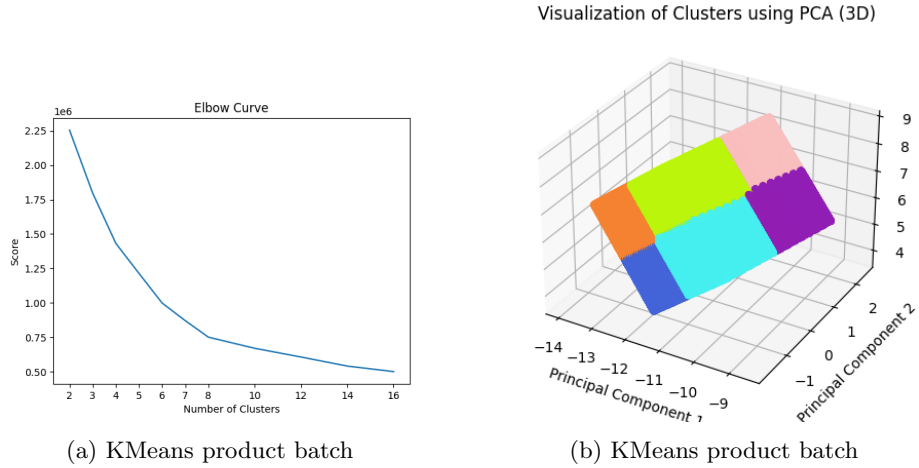 Visualization of Clusters using PCA (3D)
Elbow Curve
1e6
2.25
2.00
1.75
1.50
1.25
1.00
0.75
0.50
Score
2 3 4 5 6 7 8 10 12 14 16
Number of Clusters
9
8
7
6
5
4
−14 −13 −12 −11 −10 −9
Principal Component 1
−1 0 1 2
Principal Component 2
(a) KMeans product batch
(b) KMeans product batch